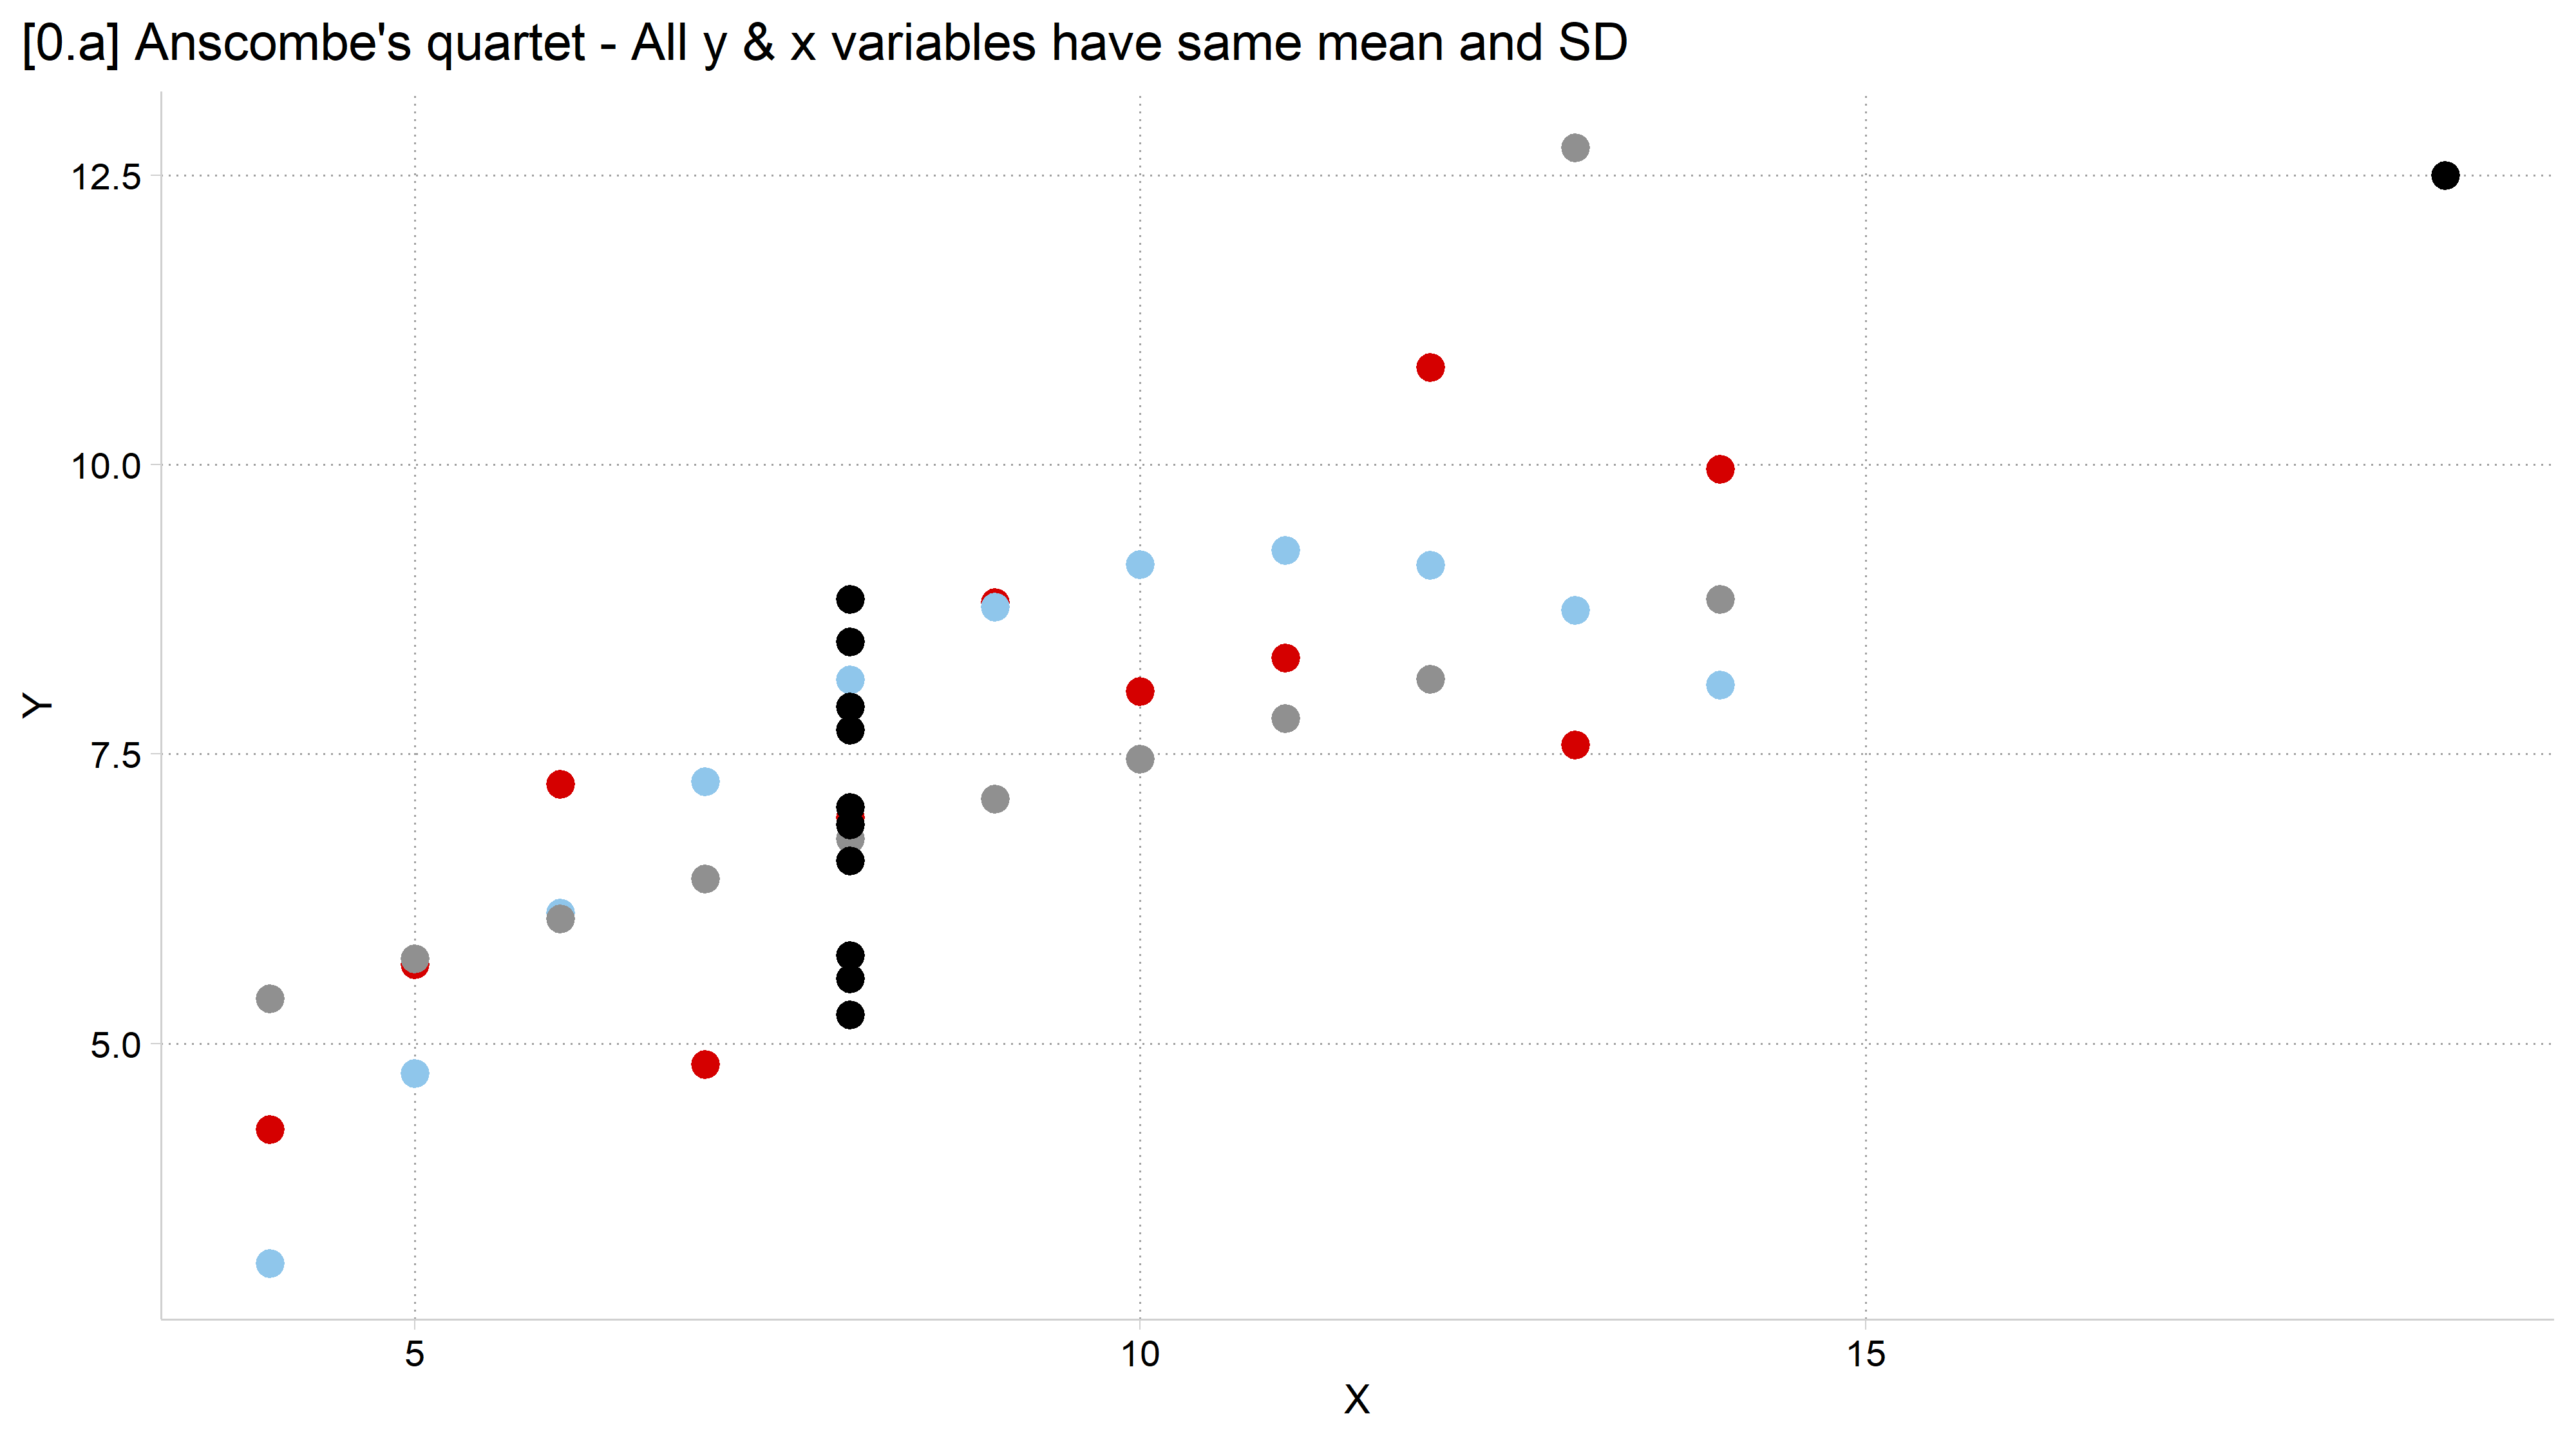 [0.a] Anscombe's quartet - All y & x variables have same mean and SD
12.5
10.0
7.5
5.0
Y
5 10 15
X